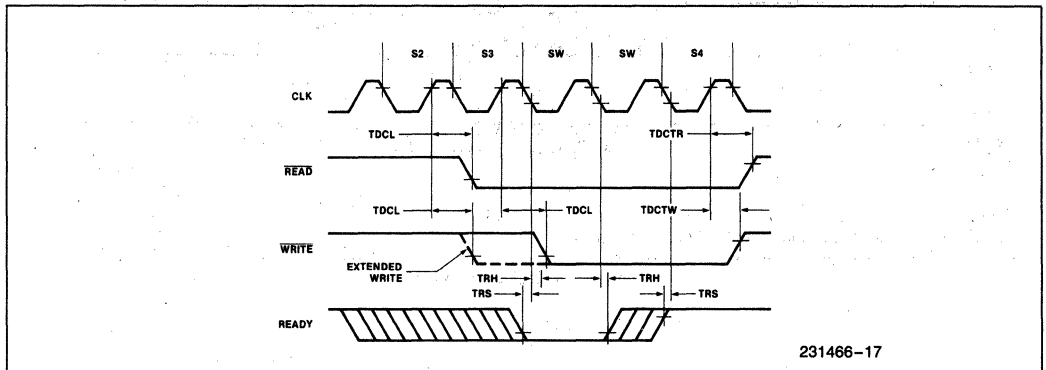 S2 S3 SW SW S4
CLK
TDCL TDCTR
READ
TDCL TDCL TDCTW
WRITE
EXTENDED
WRITE
TRH TRH
TRS TRS
READY
231466-17